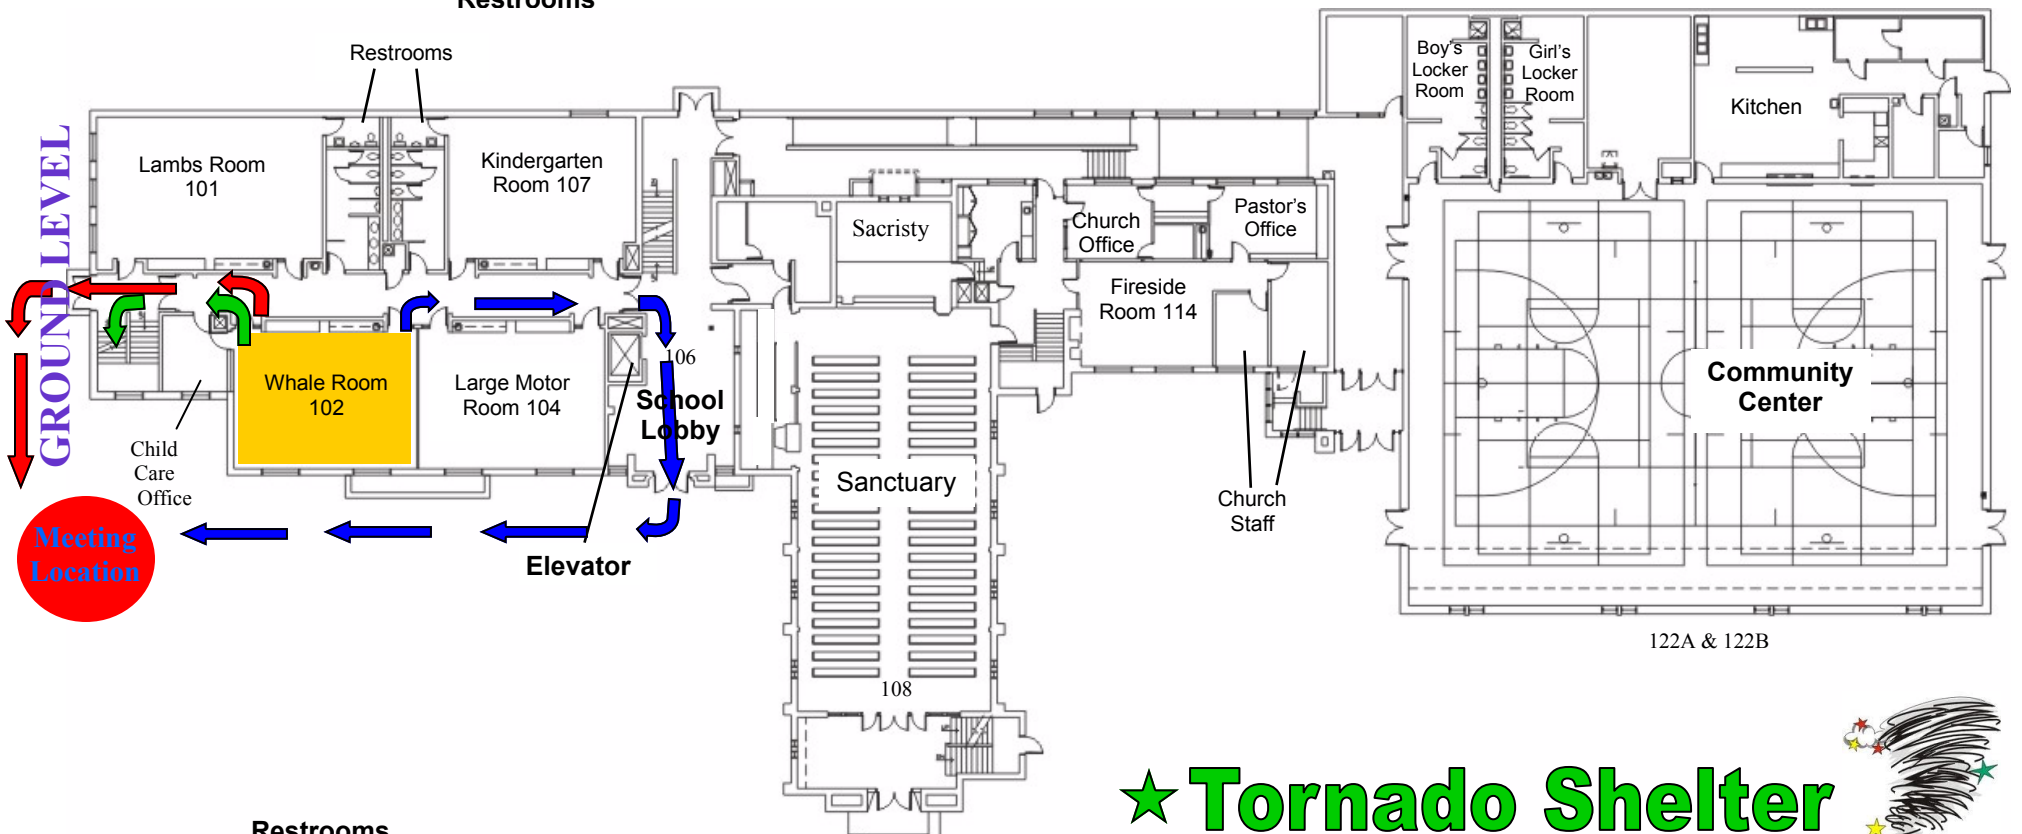 Restrooms
Restrooms
Lambs Room
101
Kindergarten
Room 107
Boy's
Locker
Room
Girl's
Locker
Room
Kitchen
GROUND LEVEL
Sacristy
Church
Office
Pastor's
Office
Fireside
Room 114
Whale Room
102
Large Motor
Room 104
106
School
Lobby
Community
Center
Child
Care
Office
Sanctuary
Church
Staff
Meeting
Location
Elevator
122A & 122B
108
Tornado Shelter
Restrooms